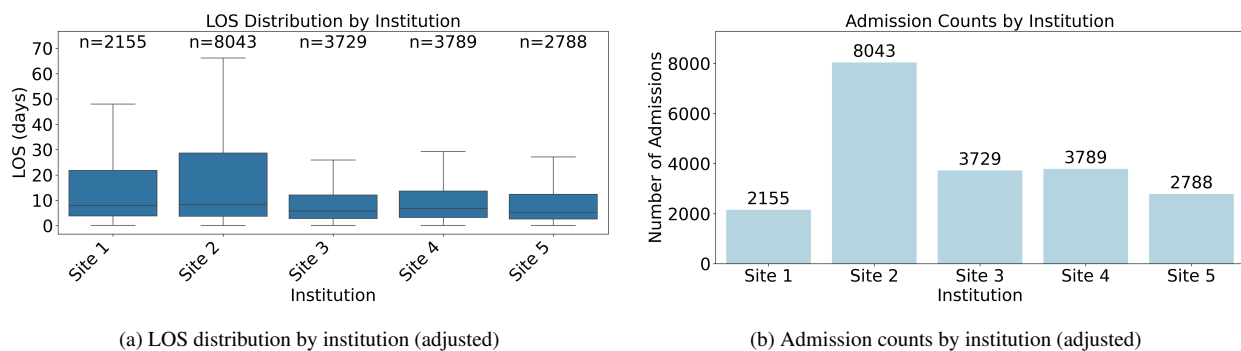 LOS Distribution by Institution
n=2155 n=8043 n=3729 n=3789 n=2788
LOS (days)
70
60
50
40
30
20
10
0
Site 1 Site 2 Site 3 Site 4 Site 5
Institution
(a) LOS distribution by institution (adjusted)
Admission Counts by Institution
Number of Admissions
8000
6000
4000
2000
0
2155 8043 3729 3789 2788
Site 1 Site 2 Site 3 Site 4 Site 5
Institution
(b) Admission counts by institution (adjusted)